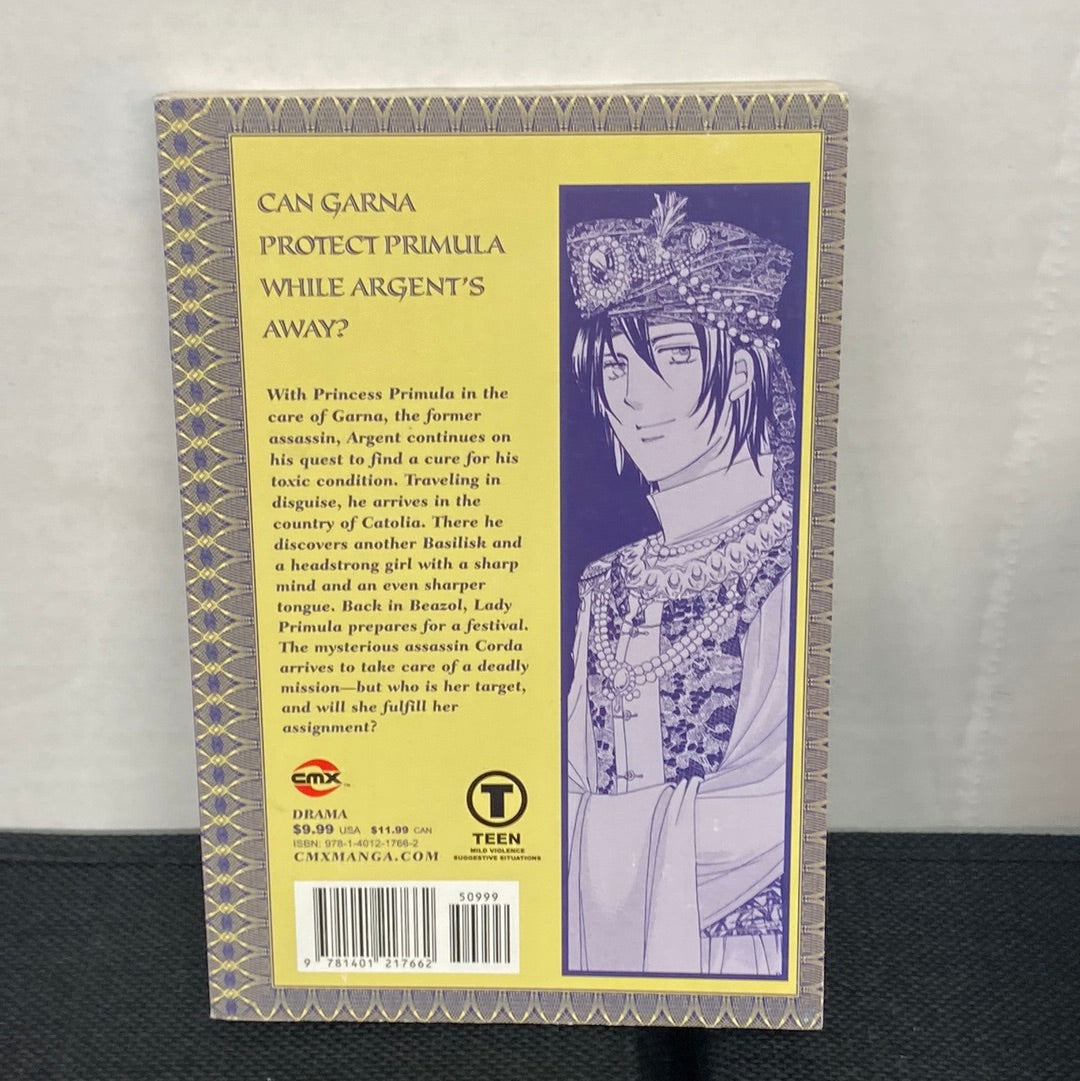 CAN GARNA
PROTECT PRIMULA
WHILE ARGENT'S
AWAY?
With Princess Primula in the
care of Garna, the former
assassin, Argent continues on
his quest to find a cure for his
toxic condition. Traveling in
disguise, he arrives in the
country of Catolia. There he
discovers another Basilisk and
a headstrong girl with a sharp
mind and an even sharper
tongue. Back in Beazol, Lady
Primula prepares for a festival.
The mysterious assassin Corda
arrives to take care of a deadly
mission—but who is her target,
and will she fulfill her
assignment?
cmx™
DRAMA
$9.99 USA $11.99 CAN
ISBN: 978-1-4012-1766-2
CMXMANGA.COM
T
TEEN
MILD VIOLENCE
SUGGESTIVE SITUATIONS
50999
9 781401 217662